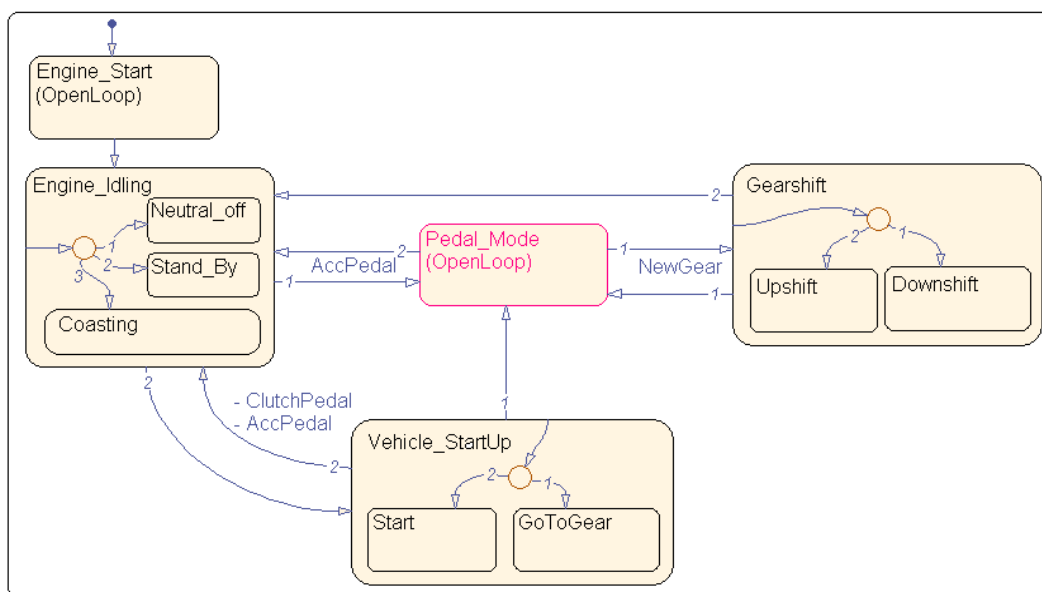 Engine_Start
(OpenLoop)
Engine_Idling
Neutral_off
1
2
3
Stand_By
Coasting
2
AccPedal
1
Pedal_Mode
(OpenLoop)
1
NewGear
1
2
Gearshift
2
1
Upshift
Downshift
2
- ClutchPedal
- AccPedal
2
1
Vehicle_StartUp
2
1
Start
GoToGear